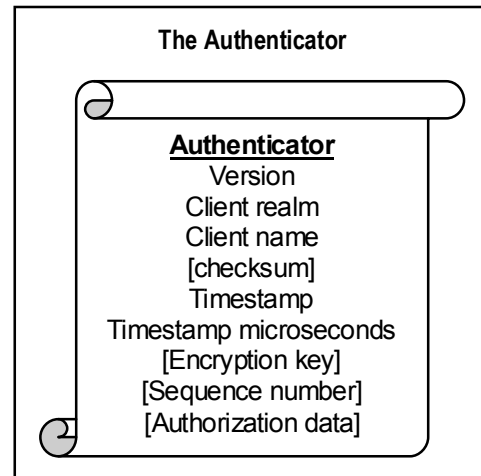 The Authenticator
Authenticator
Version
Client realm
Client name
[checksum]
Timestamp
Timestamp microseconds
[Encryption key]
[Sequence number]
[Authorization data]